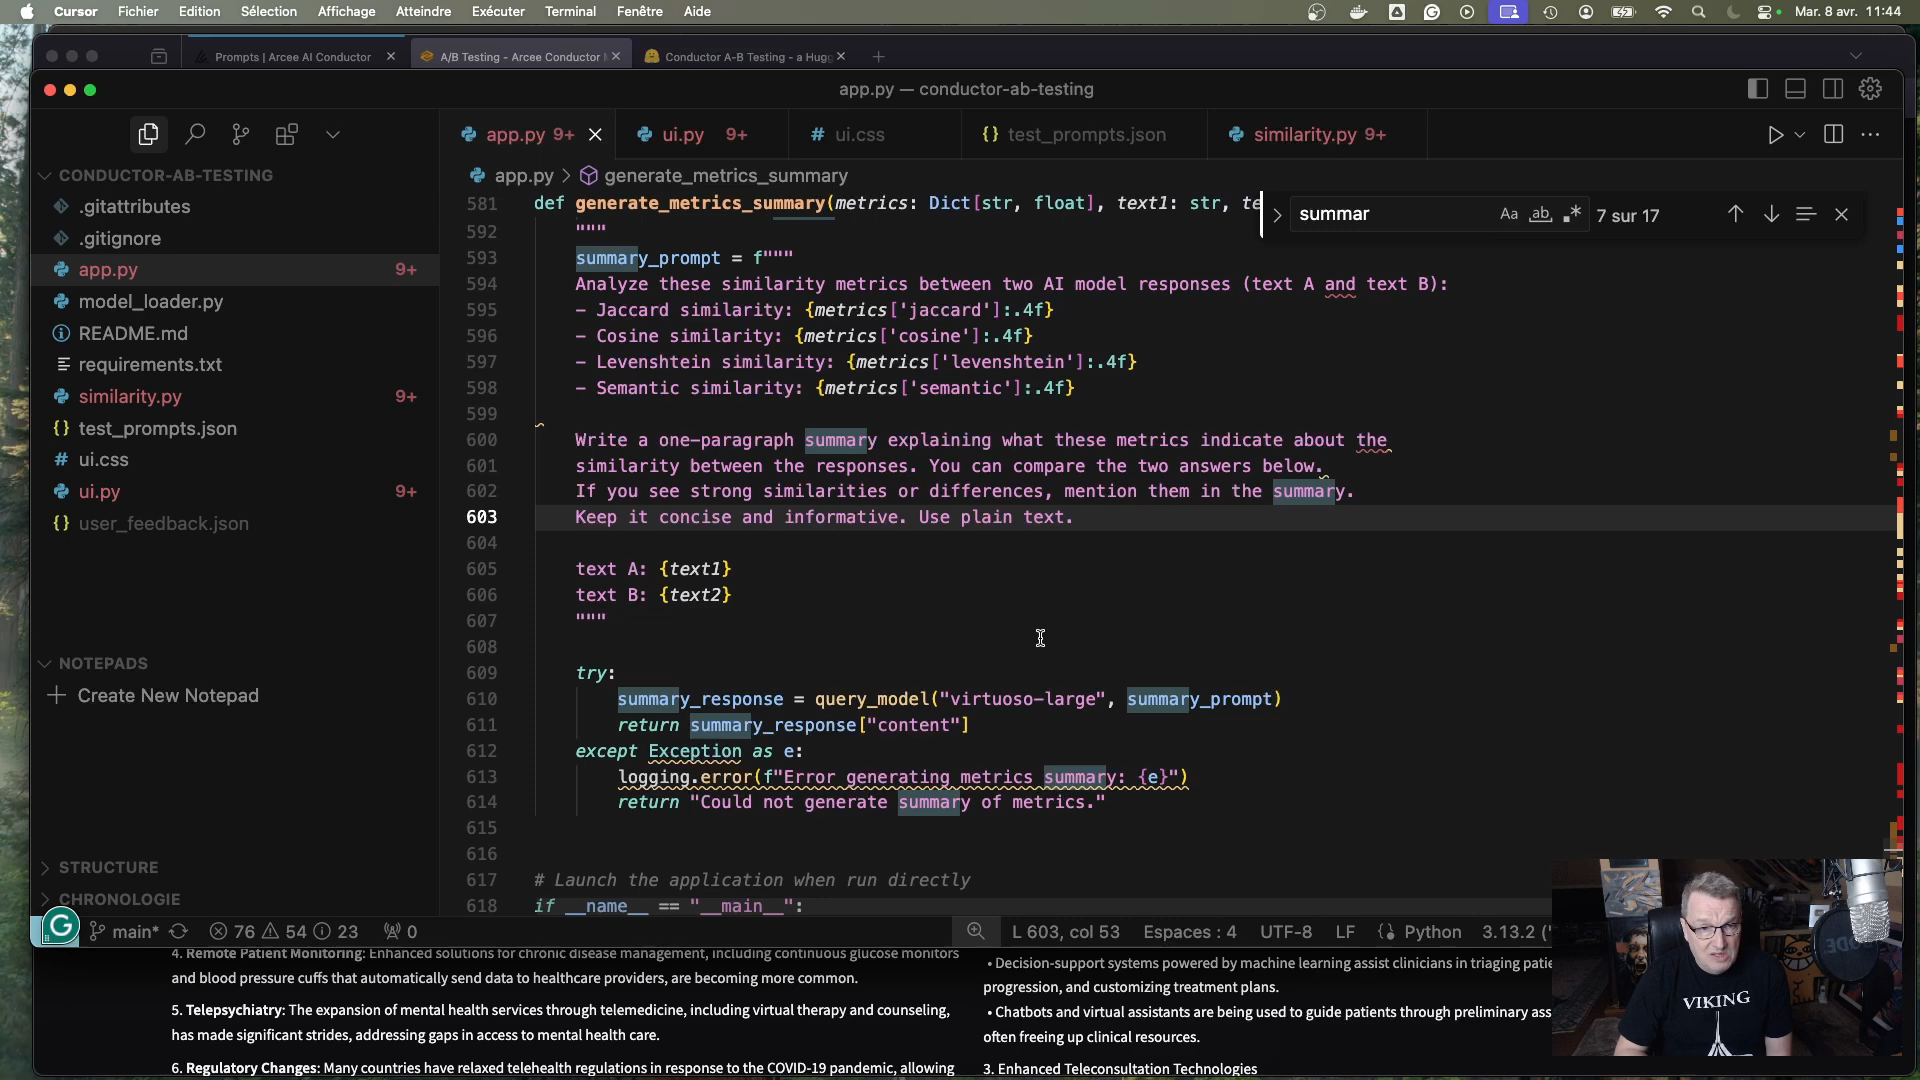 Cursor Fichier Edition Sélection Affichage Atteindre Exécuter Terminal Fenêtre Aide Mar. 8 avr. 11:44
Prompts | Arcee AI Conductor
A/B Testing - Arcee Conductor
Conductor A-B Testing - a Hugg
app.py — conductor-ab-testing
app.py 9+
ui.py 9+
# ui.css
{} test_prompts.json
similarity.py 9+
CONDUCTOR-AB-TESTING
.gitattributes
.gitignore
app.py 9+
model_loader.py
README.md
requirements.txt
similarity.py 9+
{} test_prompts.json
# ui.css
ui.py 9+
{} user_feedback.json
NOTEPADS
+ Create New Notepad
STRUCTURE
CHRONOLOGIE
app.py > generate_metrics_summary
summar Aa ab .* 7 sur 17
581 def generate_metrics_summary(metrics: Dict[str, float], text1: str, te
592 """
593 summary_prompt = f"""
594 Analyze these similarity metrics between two AI model responses (text A and text B):
595 - Jaccard similarity: {metrics['jaccard']:.4f}
596 - Cosine similarity: {metrics['cosine']:.4f}
597 - Levenshtein similarity: {metrics['levenshtein']:.4f}
598 - Semantic similarity: {metrics['semantic']:.4f}
599
600 Write a one-paragraph summary explaining what these metrics indicate about the
601 similarity between the responses. You can compare the two answers below.
602 If you see strong similarities or differences, mention them in the summary.
603 Keep it concise and informative. Use plain text.
604
605 text A: {text1}
606 text B: {text2}
607 """
608
609 try:
610 summary_response = query_model("virtuoso-large", summary_prompt)
611 return summary_response["content"]
612 except Exception as e:
613 logging.error(f"Error generating metrics summary: {e}")
614 return "Could not generate summary of metrics."
615
616
617 # Launch the application when run directly
618 if __name__ == "__main__":
G main* 76 54 23 0 L 603, col 53 Espaces : 4 UTF-8 LF Python 3.13.2 ('
4. Remote Patient Monitoring: Enhanced solutions for chronic disease management, including continuous glucose monitors
and blood pressure cuffs that automatically send data to healthcare providers, are becoming more common.
5. Telepsychiatry: The expansion of mental health services through telemedicine, including virtual therapy and counseling,
has made significant strides, addressing gaps in access to mental health care.
6. Regulatory Changes: Many countries have relaxed telehealth regulations in response to the COVID-19 pandemic, allowing
• Decision-support systems powered by machine learning assist clinicians in triaging patie
progression, and customizing treatment plans.
• Chatbots and virtual assistants are being used to guide patients through preliminary ass
often freeing up clinical resources.
3. Enhanced Teleconsultation Technologies
VIKING